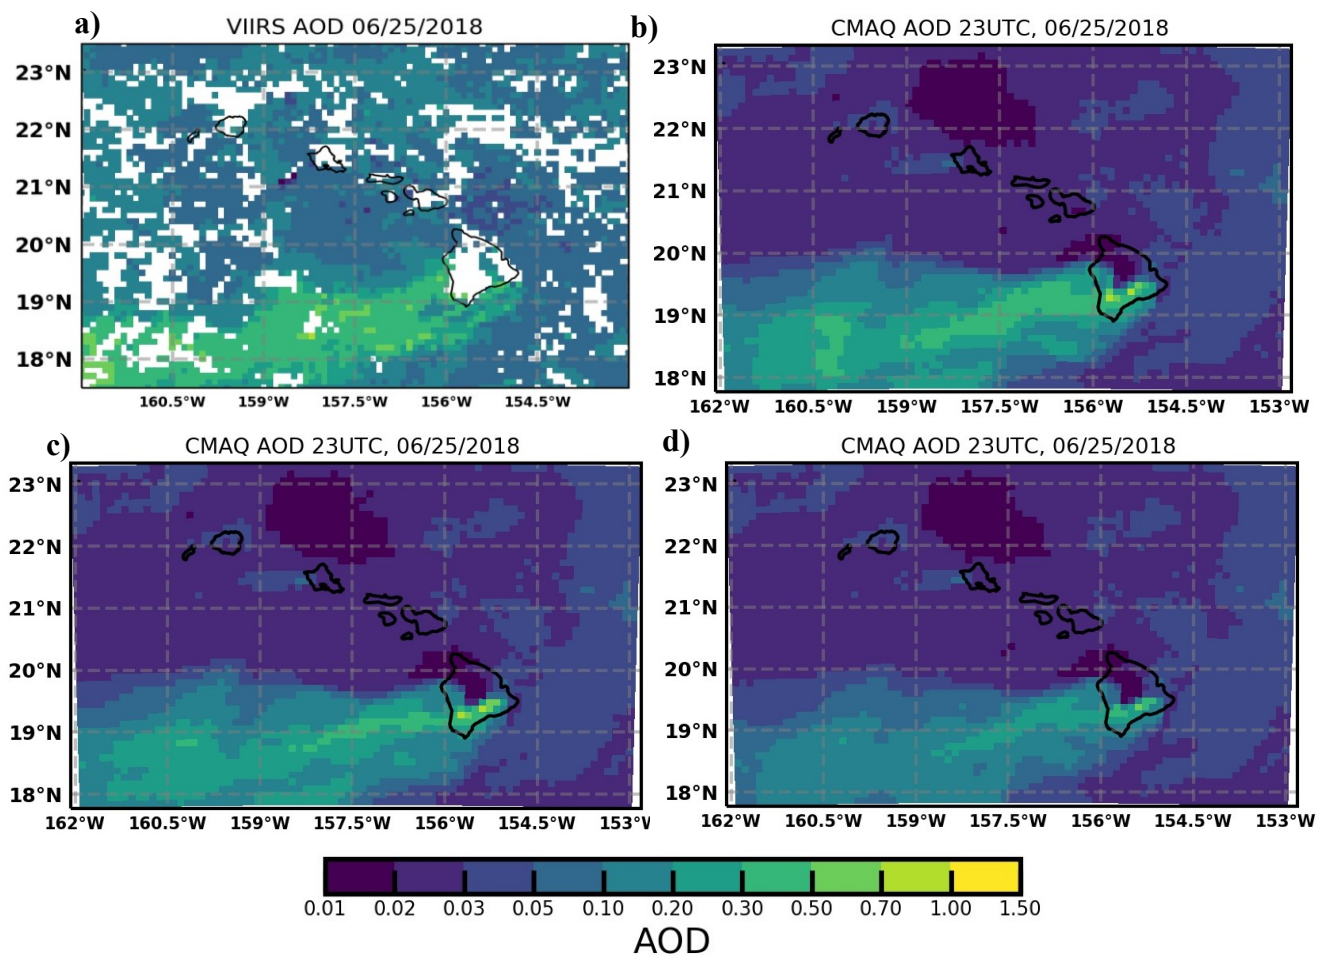 a) VIIRS AOD 06/25/2018
23°N
22°N
21°N
20°N
19°N
18°N
160.5°W 159°W 157.5°W 156°W 154.5°W
b) CMAQ AOD 23UTC, 06/25/2018
23°N
22°N
21°N
20°N
19°N
18°N
162°W 160.5°W 159°W 157.5°W 156°W 154.5°W 153°W
c) CMAQ AOD 23UTC, 06/25/2018
23°N
22°N
21°N
20°N
19°N
18°N
162°W 160.5°W 159°W 157.5°W 156°W 154.5°W 153°W
d) CMAQ AOD 23UTC, 06/25/2018
23°N
22°N
21°N
20°N
19°N
18°N
162°W 160.5°W 159°W 157.5°W 156°W 154.5°W 153°W
0.01 0.02 0.03 0.05 0.10 0.20 0.30 0.50 0.70 1.00 1.50
AOD